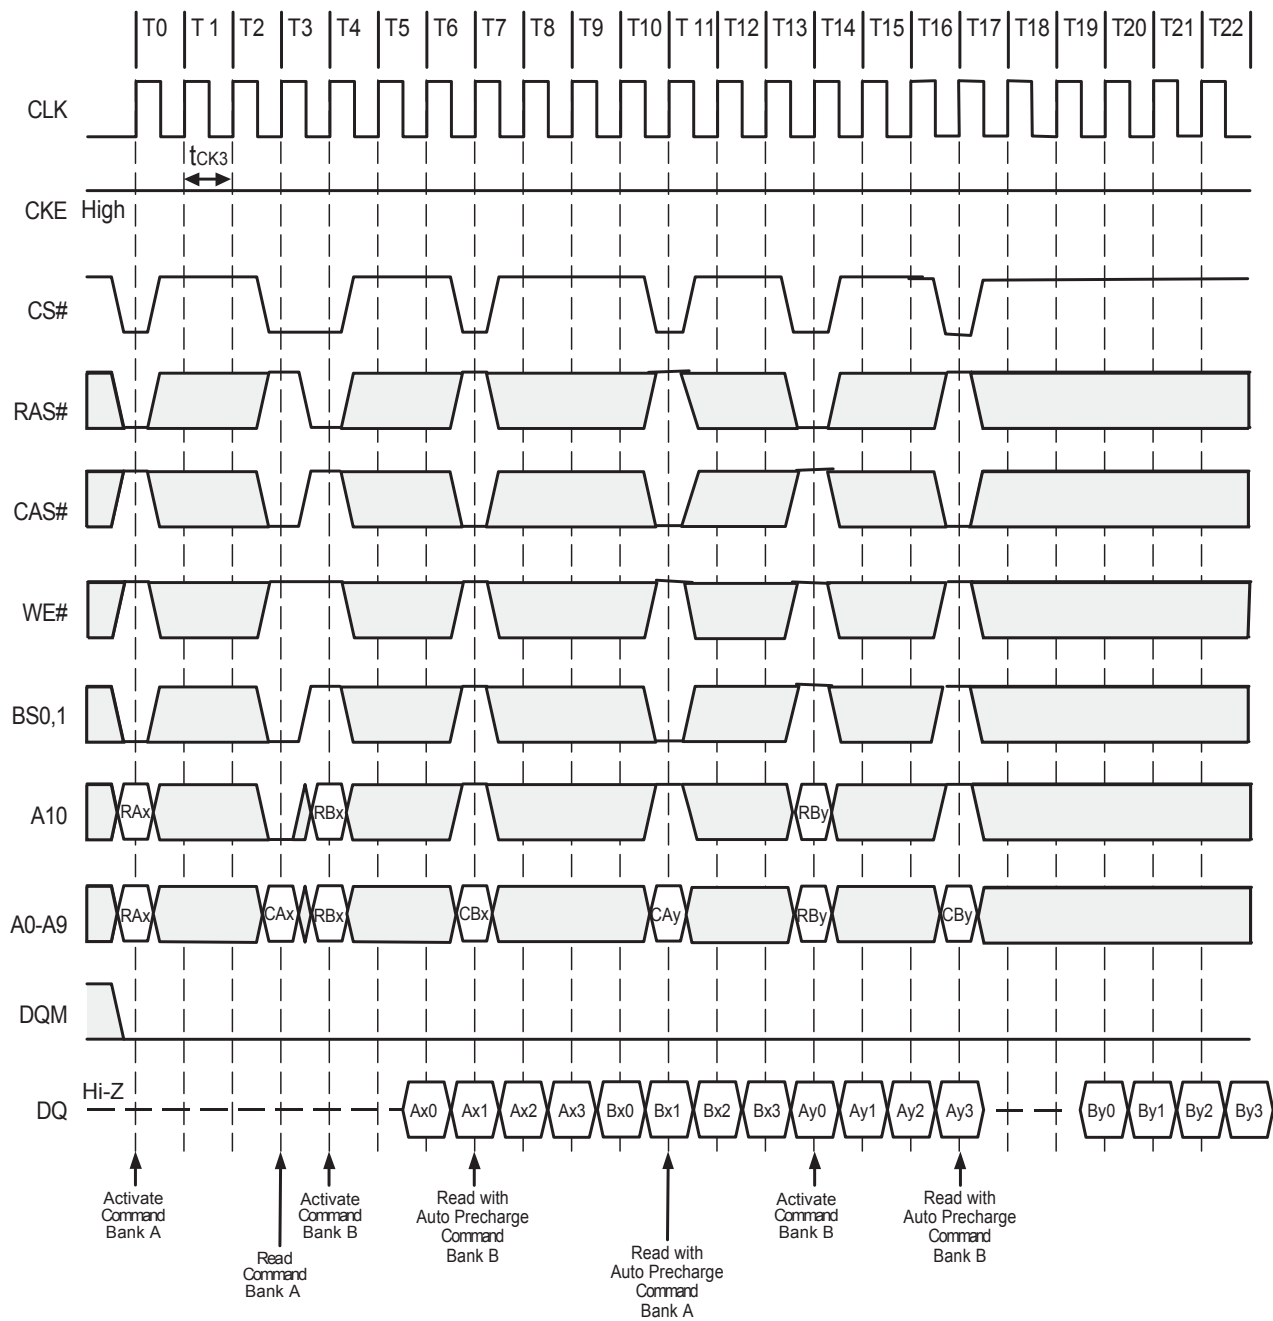 T0 T 1 T2 T3 T4 T5 T6 T7 T8 T9 T10 T 11 T12 T13 T14 T15 T16 T17 T18 T19 T20 T21 T22
CLK
tCK3
CKE High
CS#
RAS#
CAS#
WE#
BS0,1
A10 RAx RBx RBy
A0-A9 RAx CAx RBx CBx CAy RBy CBy
DQM
Hi-Z
DQ Ax0 Ax1 Ax2 Ax3 Bx0 Bx1 Bx2 Bx3 Ay0 Ay1 Ay2 Ay3 By0 By1 By2 By3
Activate
Command
Bank A
Read
Command
Bank A
Activate
Command
Bank B
Read with
Auto Precharge
Command
Bank B
Read with
Auto Precharge
Command
Bank A
Activate
Command
Bank B
Read with
Auto Precharge
Command
Bank B